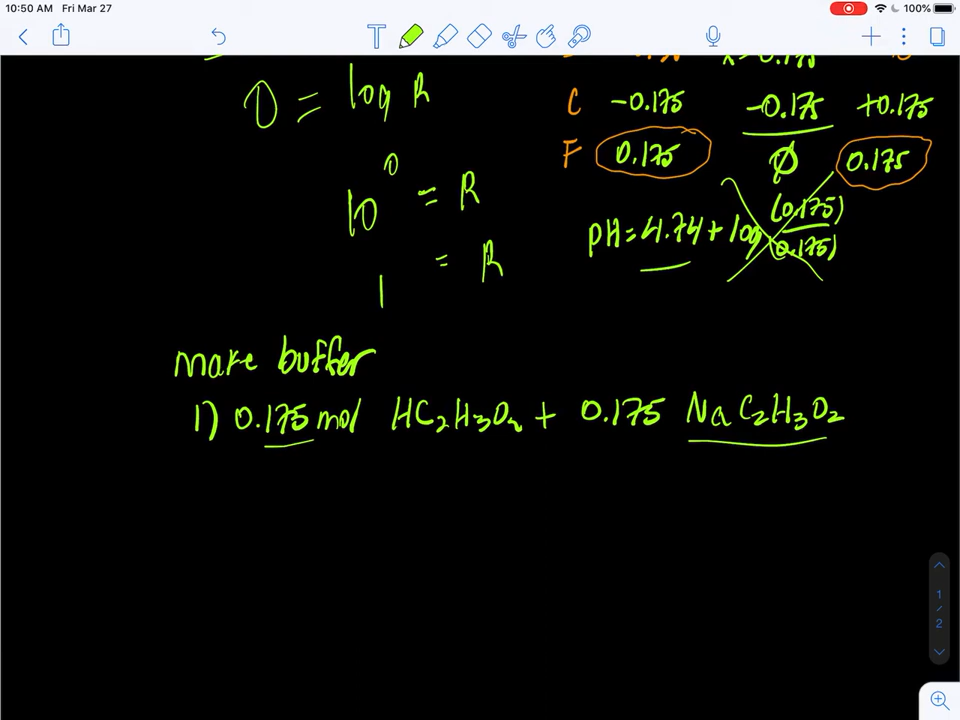 10:50 AM Fri Mar 27 100%
T
0 = log R
C -0.175 -0.175 +0.175
F 0.175 Ø 0.175
10⁰ = R
pH = 4.74 + log (0.175)/(0.175)
1 = R
make buffer
1) 0.175 mol HC₂H₃O₂ + 0.175 NaC₂H₃O₂
1
/
2